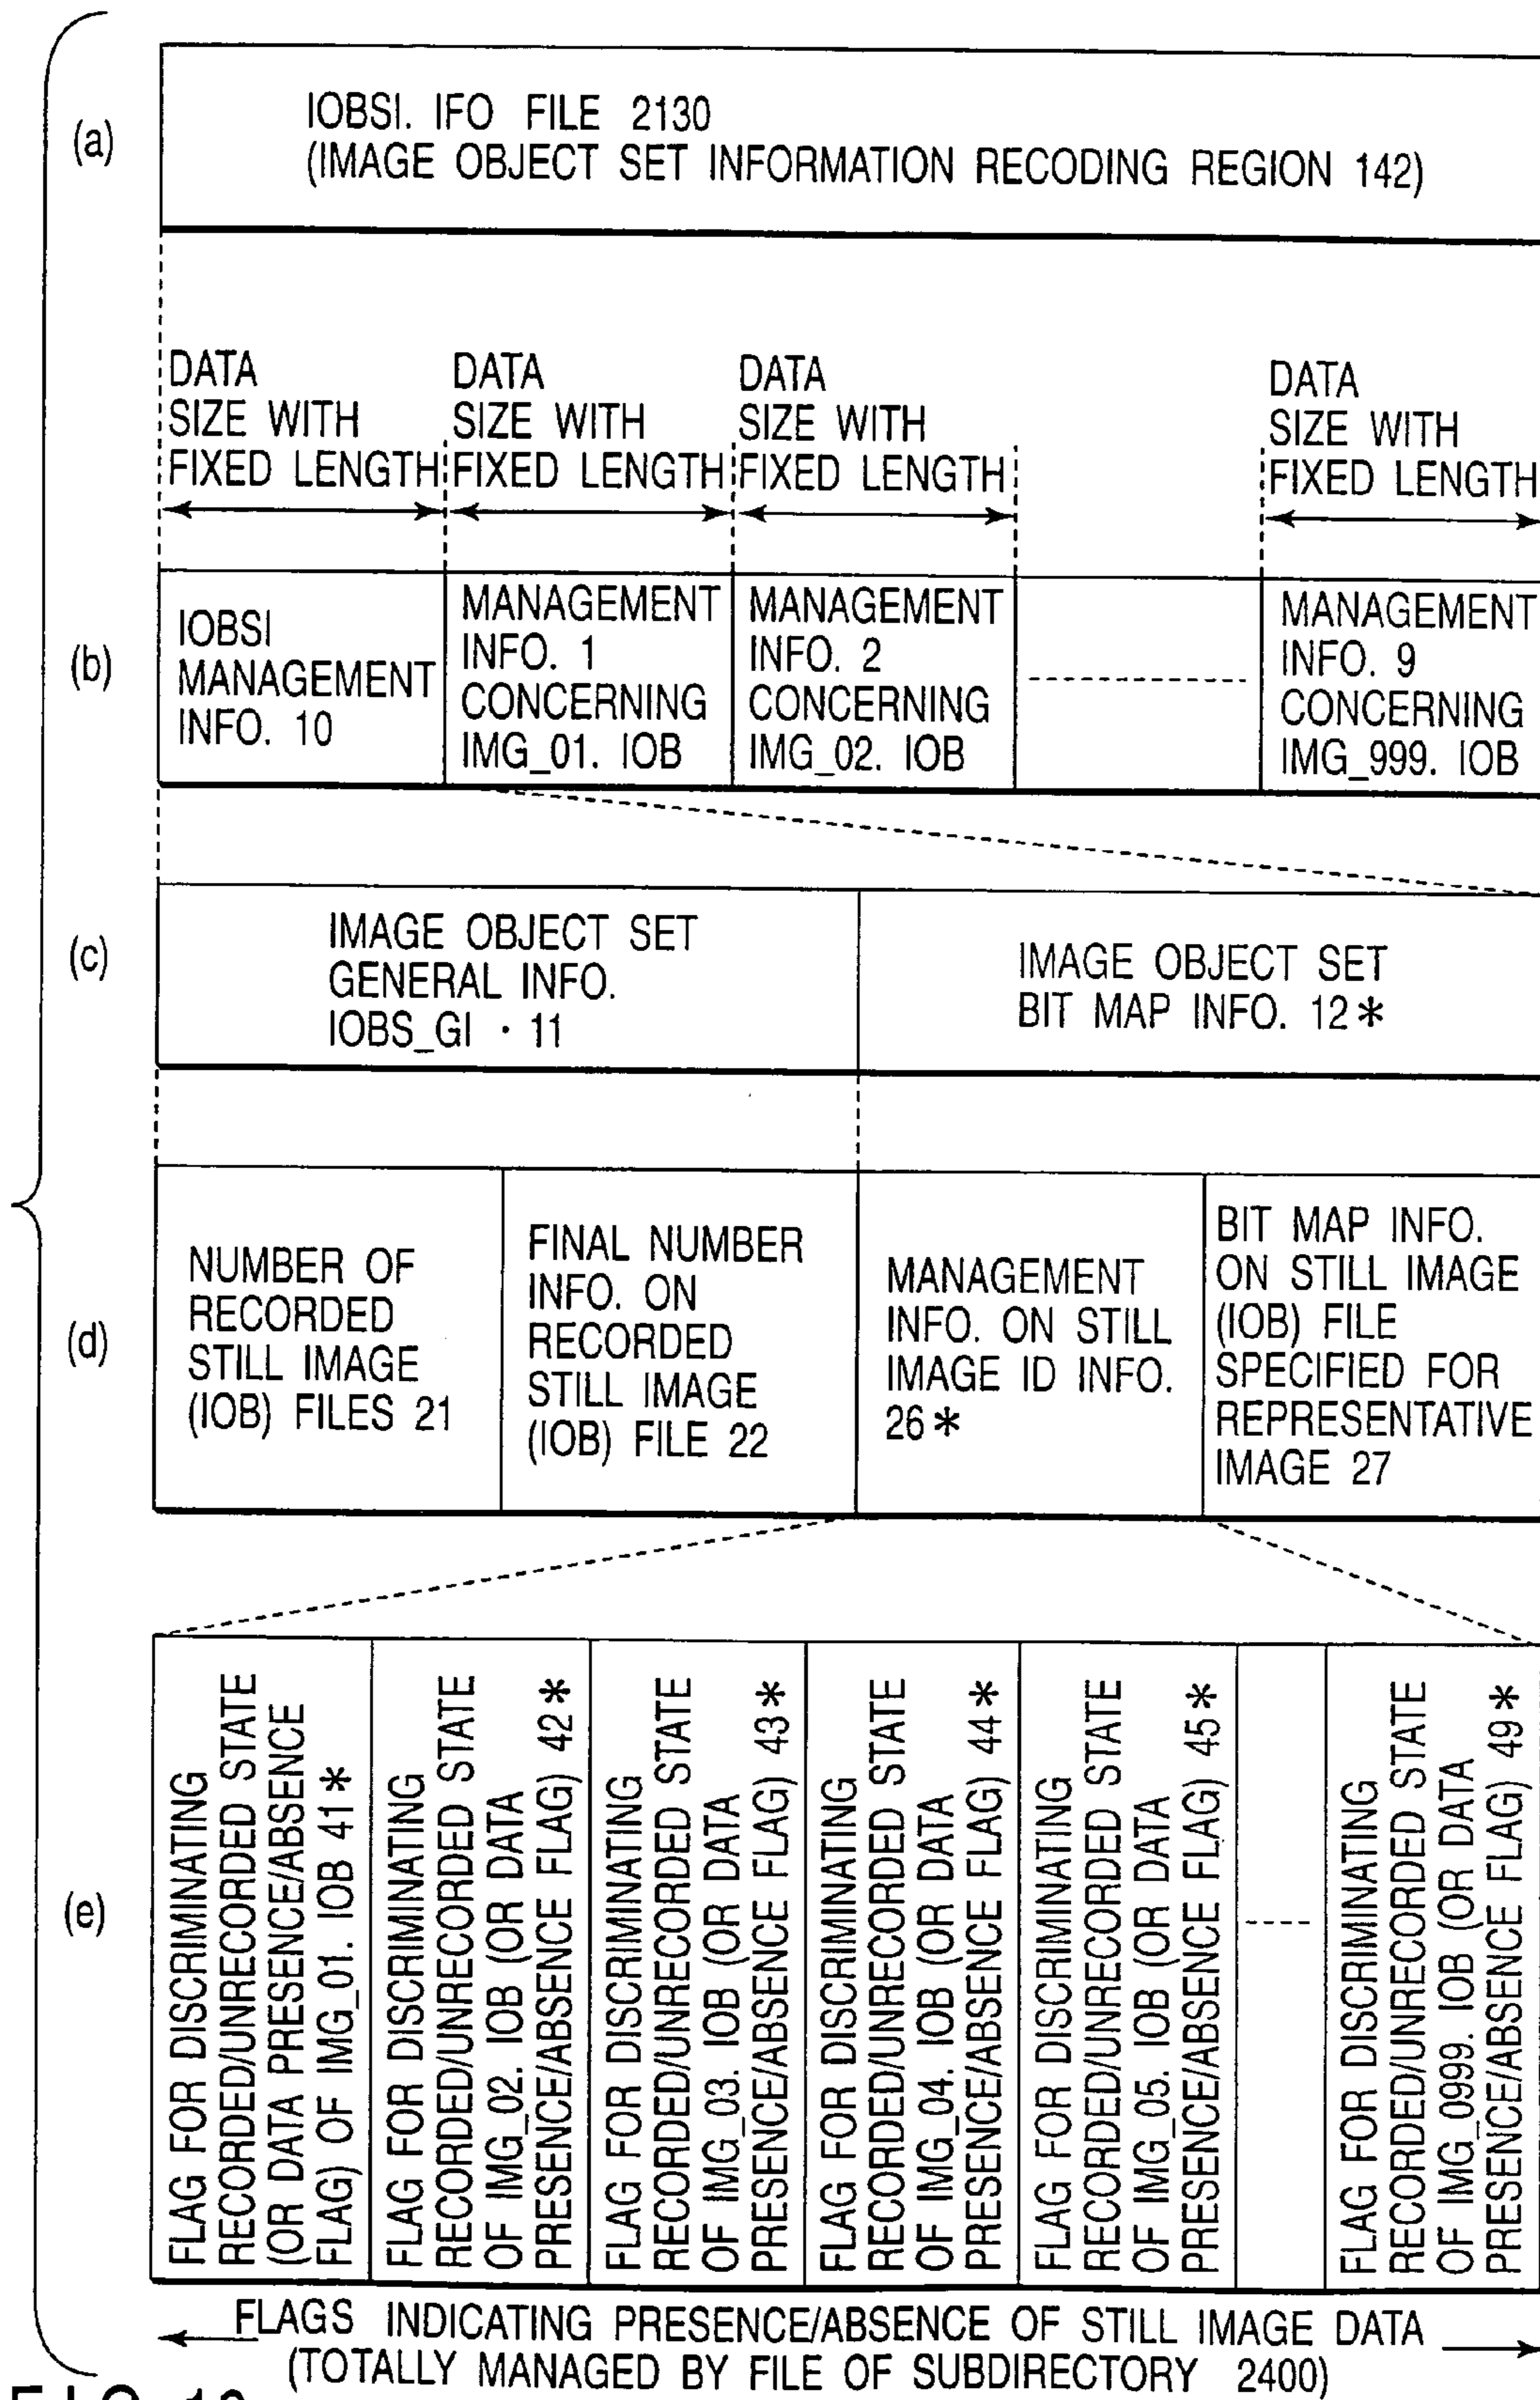 (a)
IOBSI. IFO FILE 2130
(IMAGE OBJECT SET INFORMATION RECODING REGION 142)
DATA
SIZE WITH
FIXED LENGTH
DATA
SIZE WITH
FIXED LENGTH
DATA
SIZE WITH
FIXED LENGTH
DATA
SIZE WITH
FIXED LENGTH
(b)
IOBSI
MANAGEMENT
INFO. 10
MANAGEMENT
INFO. 1
CONCERNING
IMG_01. IOB
MANAGEMENT
INFO. 2
CONCERNING
IMG_02. IOB
MANAGEMENT
INFO. 9
CONCERNING
IMG_999. IOB
(c)
IMAGE OBJECT SET
GENERAL INFO.
IOBS_GI · 11
IMAGE OBJECT SET
BIT MAP INFO. 12*
(d)
NUMBER OF
RECORDED
STILL IMAGE
(IOB) FILES 21
FINAL NUMBER
INFO. ON
RECORDED
STILL IMAGE
(IOB) FILE 22
MANAGEMENT
INFO. ON STILL
IMAGE ID INFO.
26*
BIT MAP INFO.
ON STILL IMAGE
(IOB) FILE
SPECIFIED FOR
REPRESENTATIVE
IMAGE 27
(e)
FLAG FOR DISCRIMINATING
RECORDED/UNRECORDED STATE
(OR DATA PRESENCE/ABSENCE
FLAG) OF IMG_01. IOB 41*
FLAG FOR DISCRIMINATING
RECORDED/UNRECORDED STATE
OF IMG_02. IOB (OR DATA
PRESENCE/ABSENCE FLAG) 42*
FLAG FOR DISCRIMINATING
RECORDED/UNRECORDED STATE
OF IMG_03. IOB (OR DATA
PRESENCE/ABSENCE FLAG) 43*
FLAG FOR DISCRIMINATING
RECORDED/UNRECORDED STATE
OF IMG_04. IOB (OR DATA
PRESENCE/ABSENCE FLAG) 44*
FLAG FOR DISCRIMINATING
RECORDED/UNRECORDED STATE
OF IMG_05. IOB (OR DATA
PRESENCE/ABSENCE FLAG) 45*
FLAG FOR DISCRIMINATING
RECORDED/UNRECORDED STATE
OF IMG_0999. IOB (OR DATA
PRESENCE/ABSENCE FLAG) 49*
FLAGS INDICATING PRESENCE/ABSENCE OF STILL IMAGE DATA
(TOTALLY MANAGED BY FILE OF SUBDIRECTORY 2400)